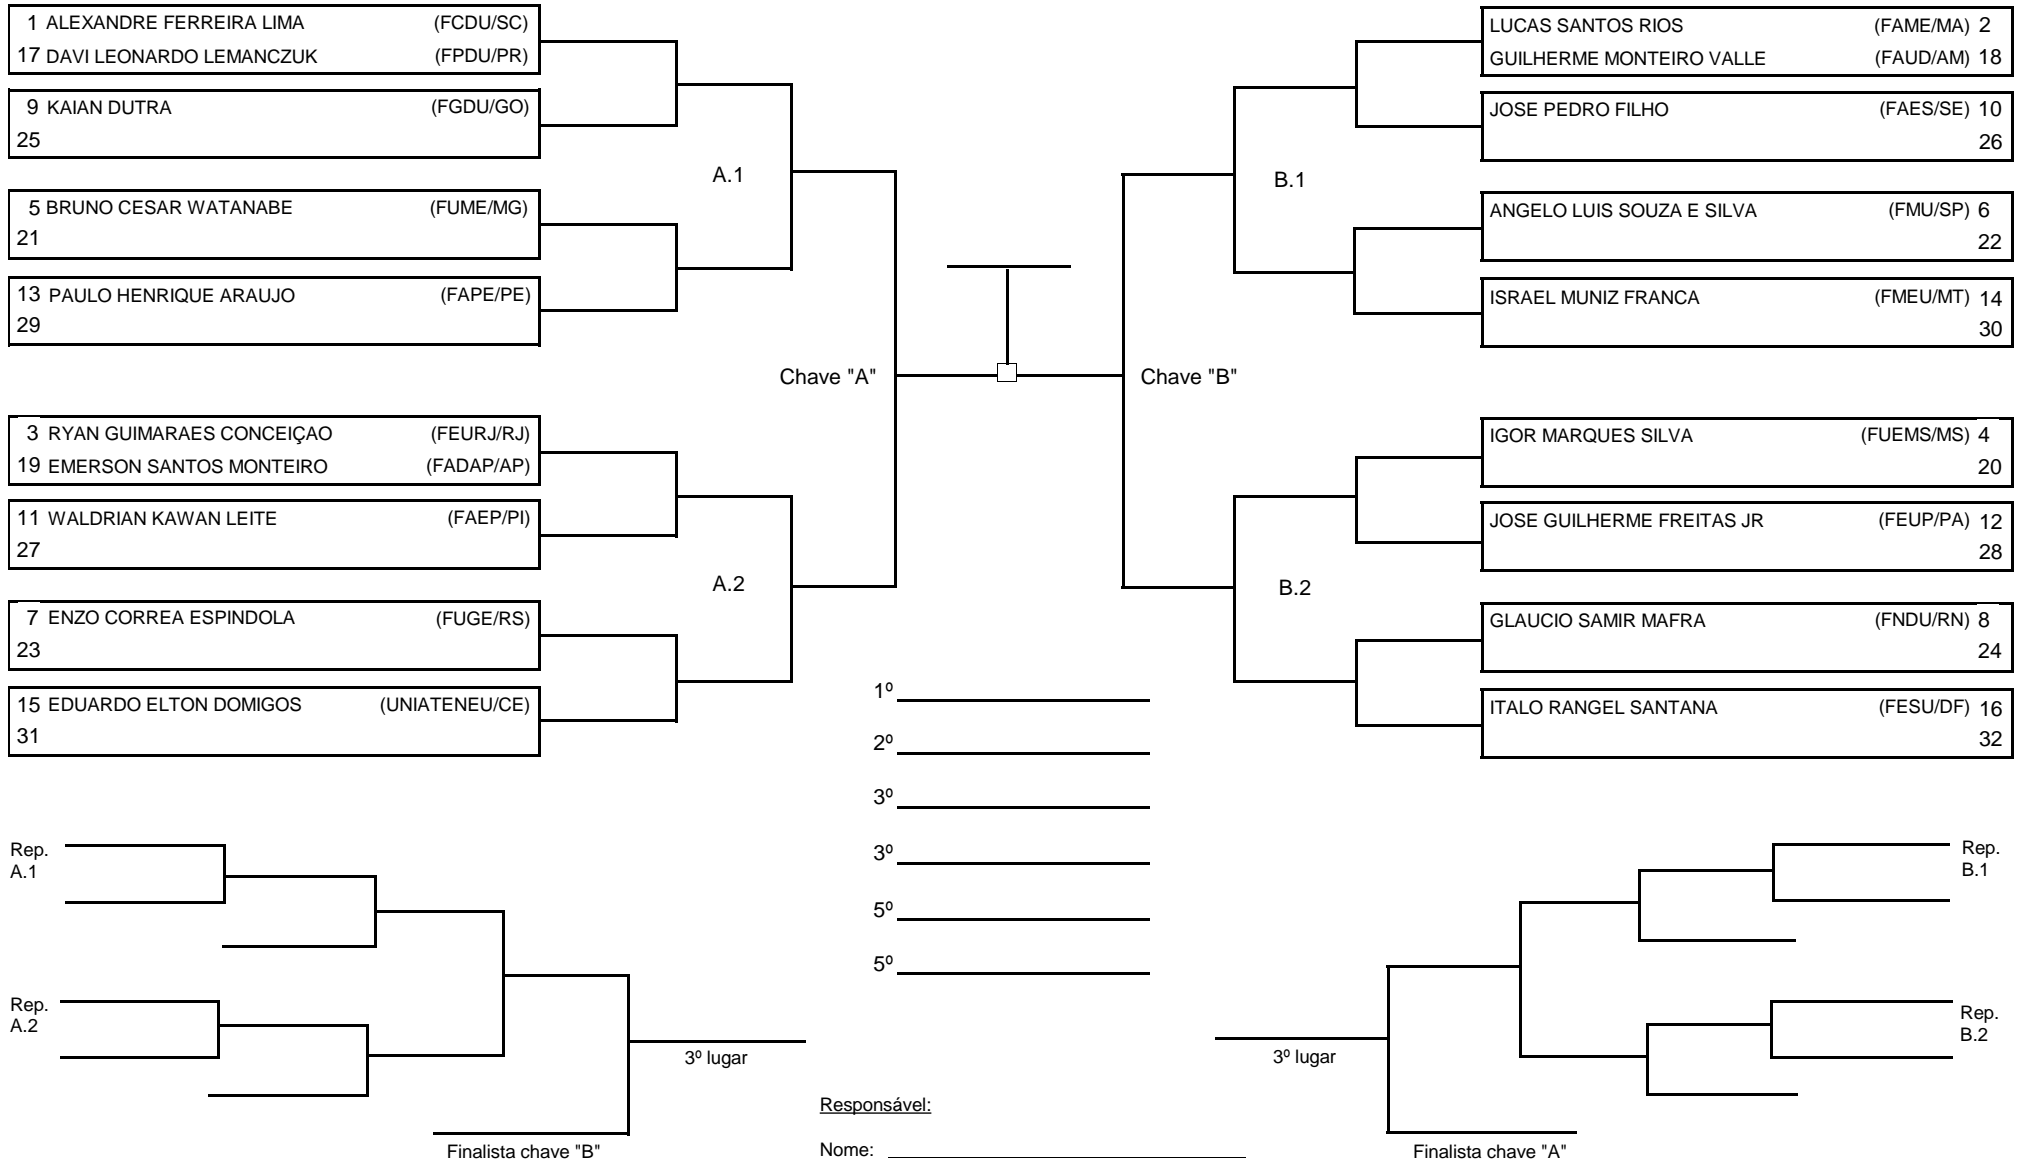 1 ALEXANDRE FERREIRA LIMA (FCDU/SC)
17 DAVI LEONARDO LEMANCZUK (FPDU/PR)
9 KAIAN DUTRA (FGDU/GO)
25
A.1
5 BRUNO CESAR WATANABE (FUME/MG)
21
13 PAULO HENRIQUE ARAUJO (FAPE/PE)
29
Chave "A"
3 RYAN GUIMARAES CONCEIÇAO (FEURJ/RJ)
19 EMERSON SANTOS MONTEIRO (FADAP/AP)
11 WALDRIAN KAWAN LEITE (FAEP/PI)
27
A.2
7 ENZO CORREA ESPINDOLA (FUGE/RS)
23
15 EDUARDO ELTON DOMIGOS (UNIATENEU/CE)
31
LUCAS SANTOS RIOS (FAME/MA) 2
GUILHERME MONTEIRO VALLE (FAUD/AM) 18
JOSE PEDRO FILHO (FAES/SE) 10
26
B.1
ANGELO LUIS SOUZA E SILVA (FMU/SP) 6
22
ISRAEL MUNIZ FRANCA (FMEU/MT) 14
30
Chave "B"
IGOR MARQUES SILVA (FUEMS/MS) 4
20
JOSE GUILHERME FREITAS JR (FEUP/PA) 12
28
B.2
GLAUCIO SAMIR MAFRA (FNDU/RN) 8
24
ITALO RANGEL SANTANA (FESU/DF) 16
32
1º
2º
3º
3º
5º
5º
Rep.
A.1
Rep.
A.2
3º lugar
Finalista chave "B"
Rep.
B.1
Rep.
B.2
3º lugar
Finalista chave "A"
Responsável:
Nome: